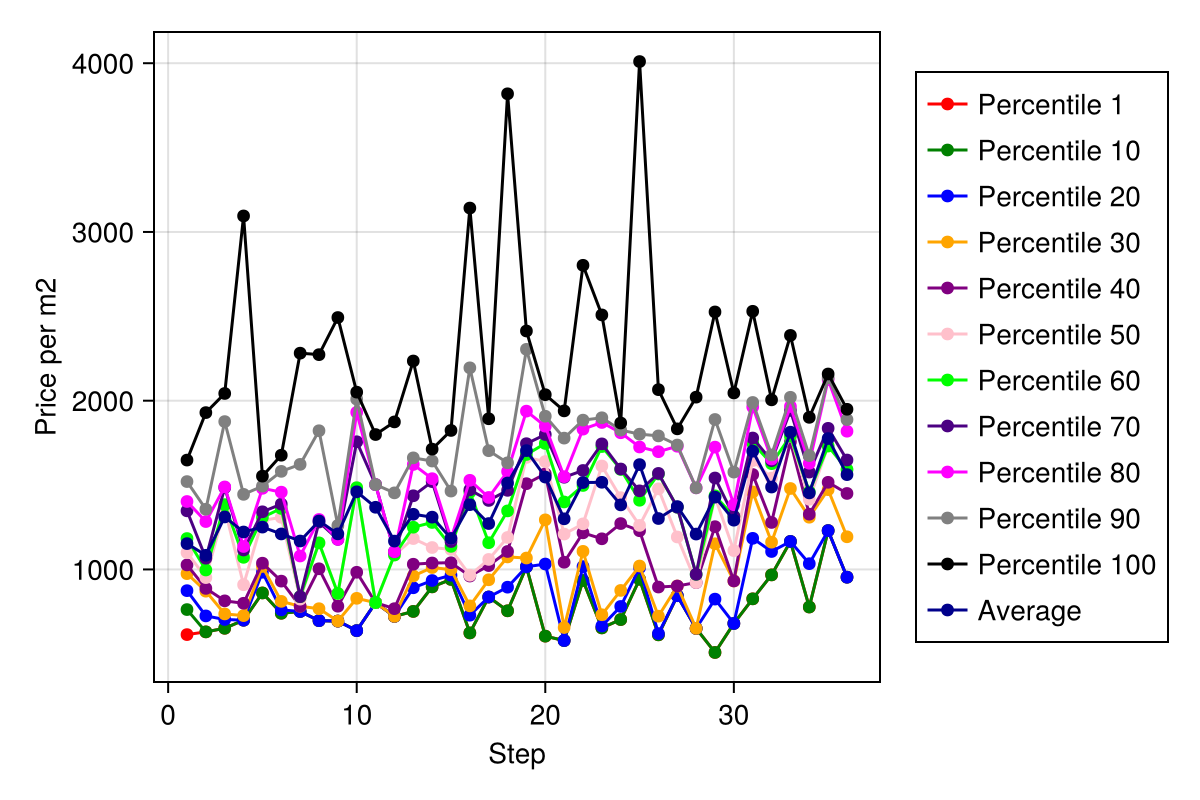 4000
3000
2000
1000
Price per m2
0 10 20 30
Step
Percentile 1
Percentile 10
Percentile 20
Percentile 30
Percentile 40
Percentile 50
Percentile 60
Percentile 70
Percentile 80
Percentile 90
Percentile 100
Average